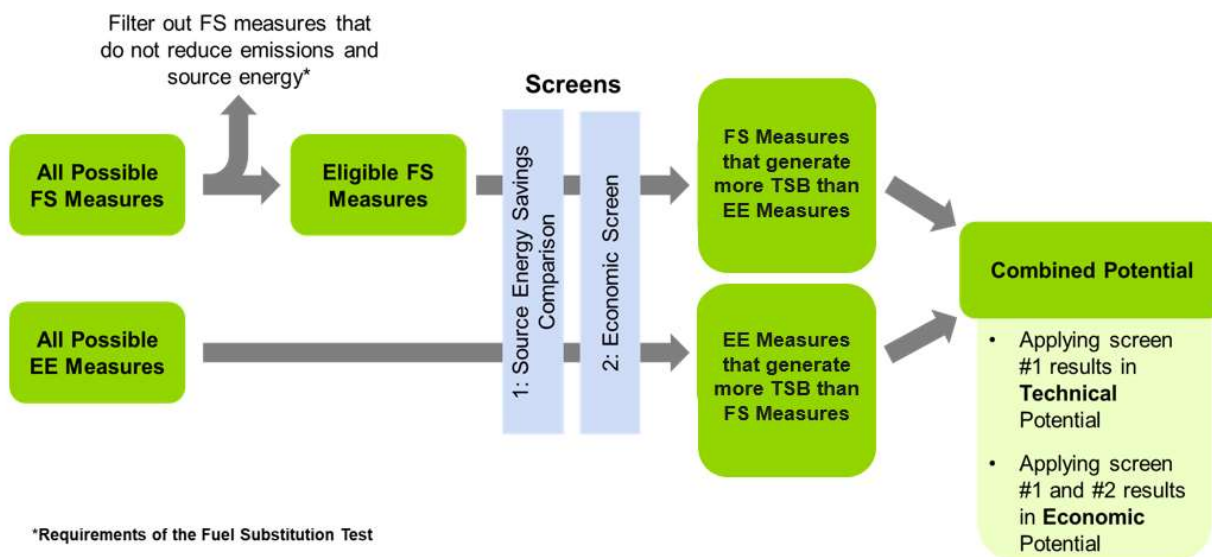 Filter out FS measures that
do not reduce emissions and
source energy*
Screens
All Possible
FS Measures
Eligible FS
Measures
1: Source Energy Savings
Comparison
2: Economic Screen
FS Measures
that generate
more TSB than
EE Measures
All Possible
EE Measures
EE Measures
that generate
more TSB than
FS Measures
Combined Potential
• Applying screen
#1 results in
Technical
Potential
• Applying screen
#1 and #2 results
in Economic
Potential
*Requirements of the Fuel Substitution Test